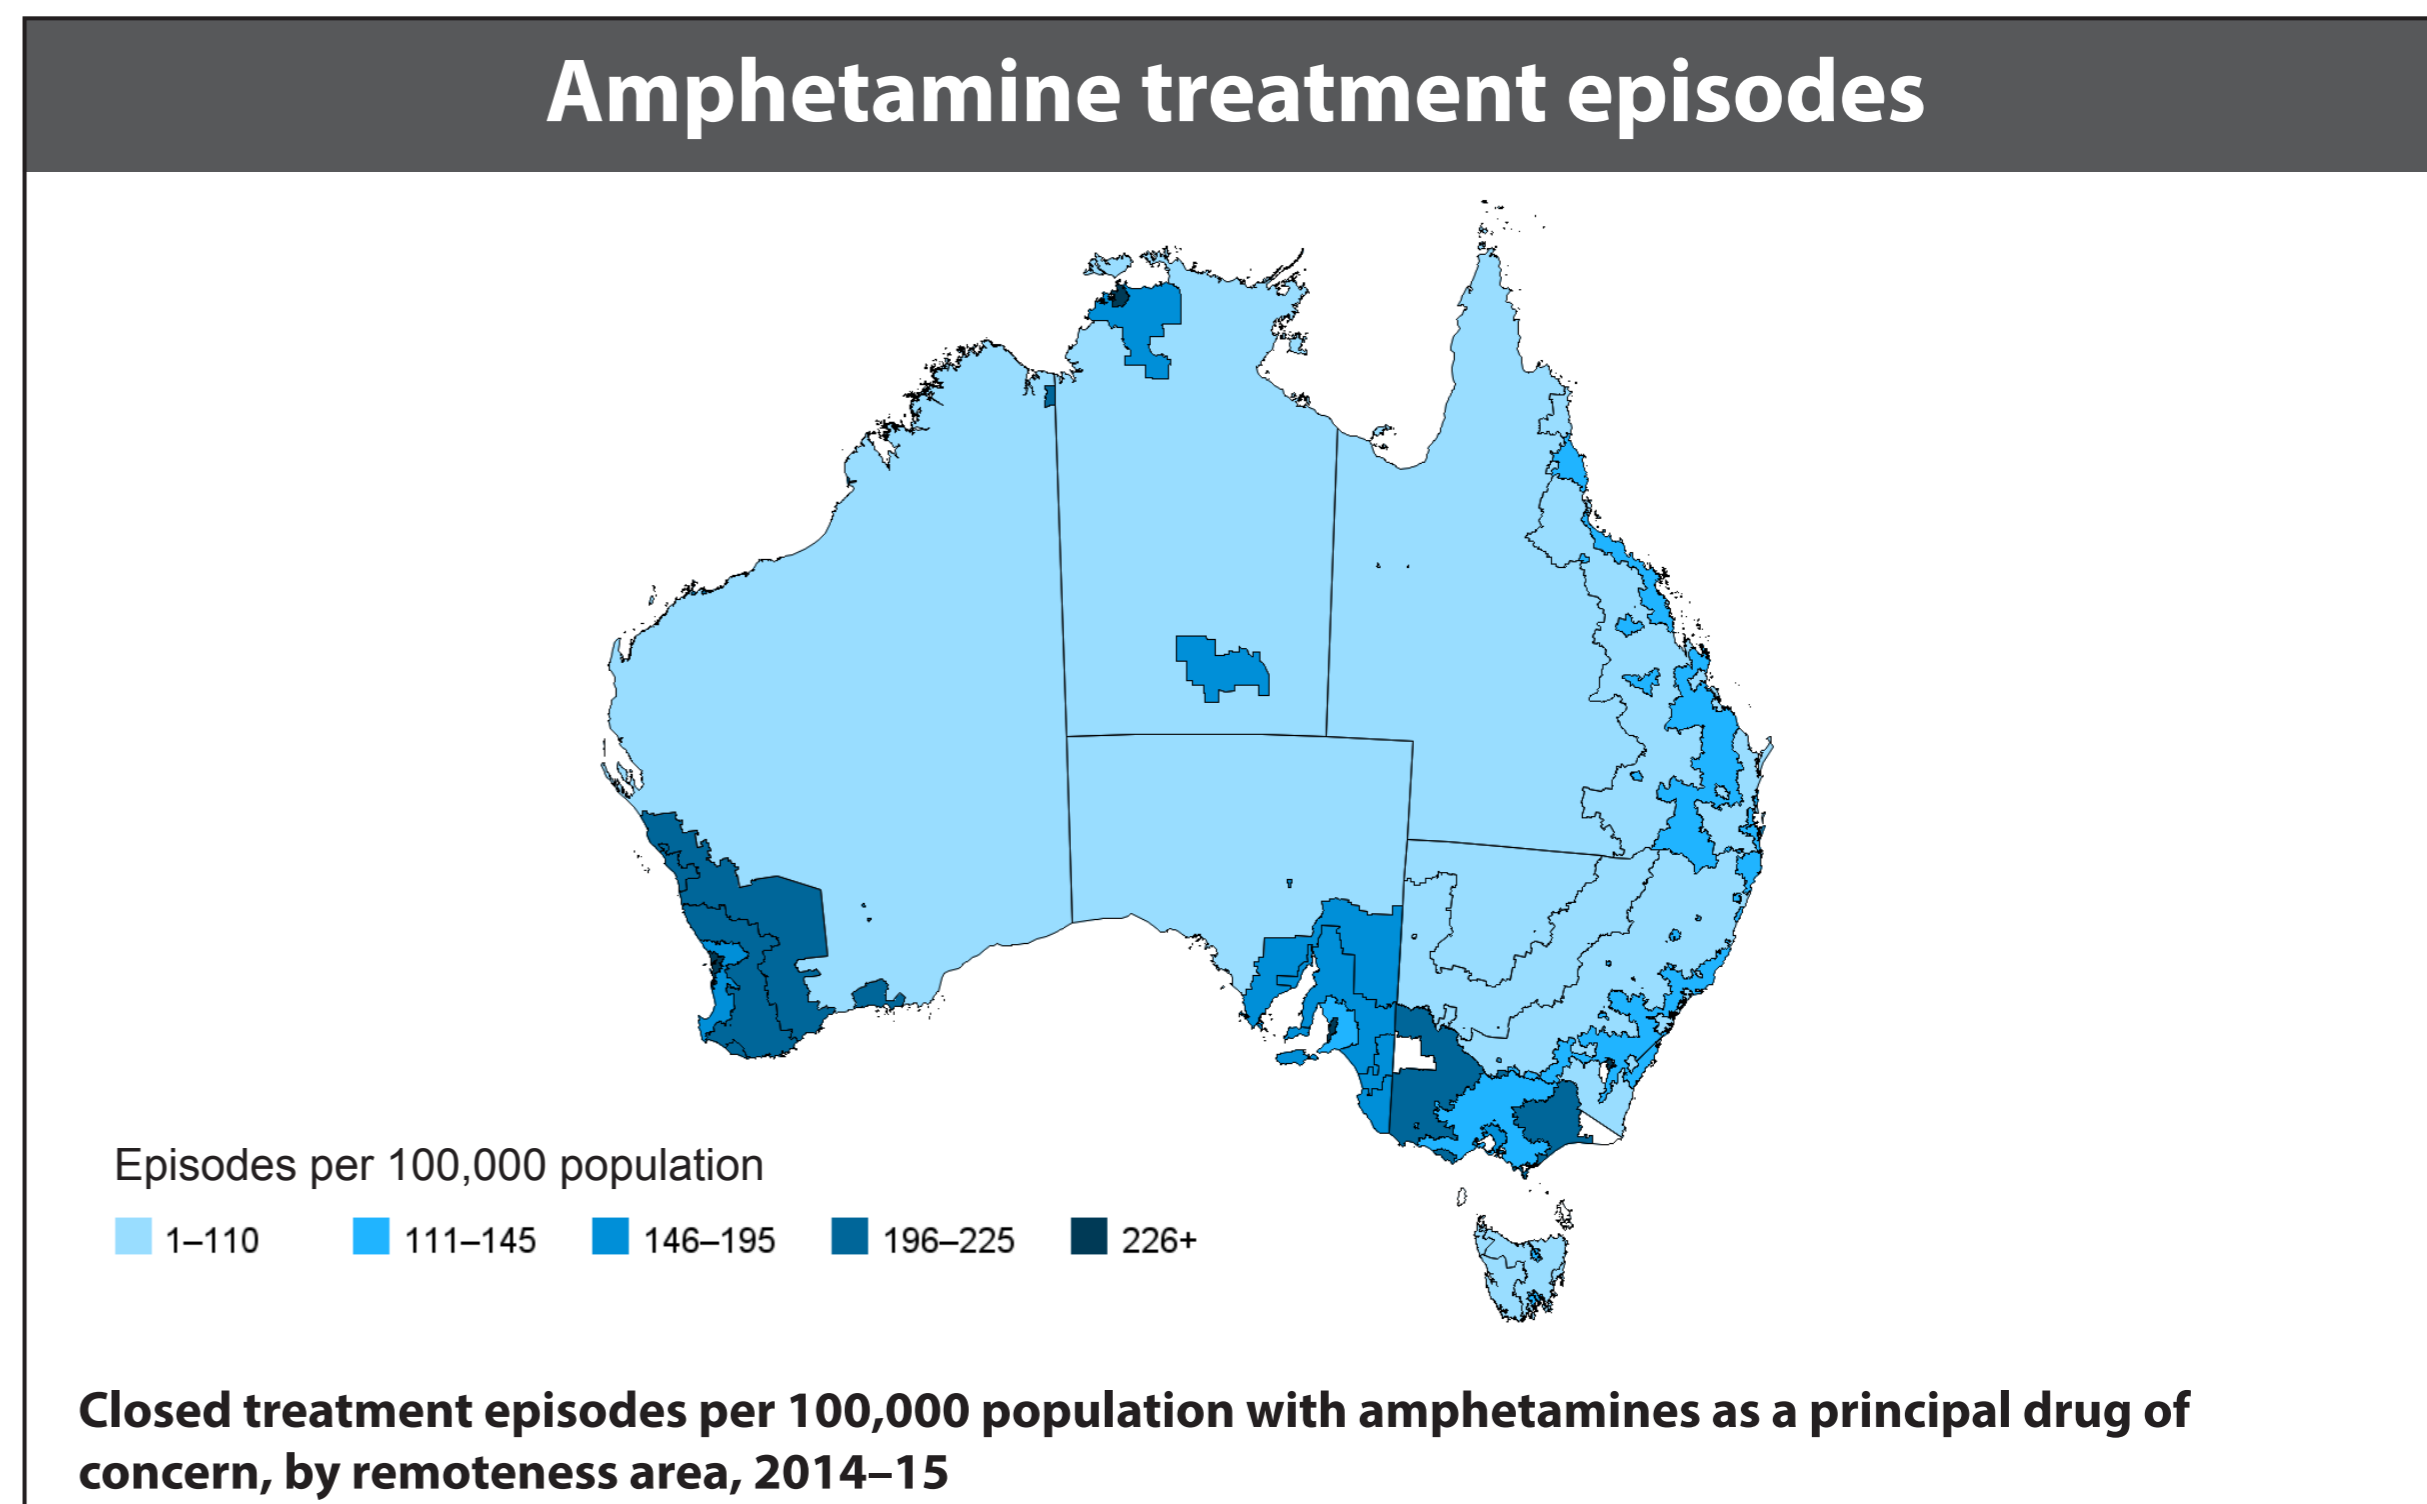 Amphetamine treatment episodes
Episodes per 100,000 population
1–110 111–145 146–195 196–225 226+
Closed treatment episodes per 100,000 population with amphetamines as a principal drug of
concern, by remoteness area, 2014–15